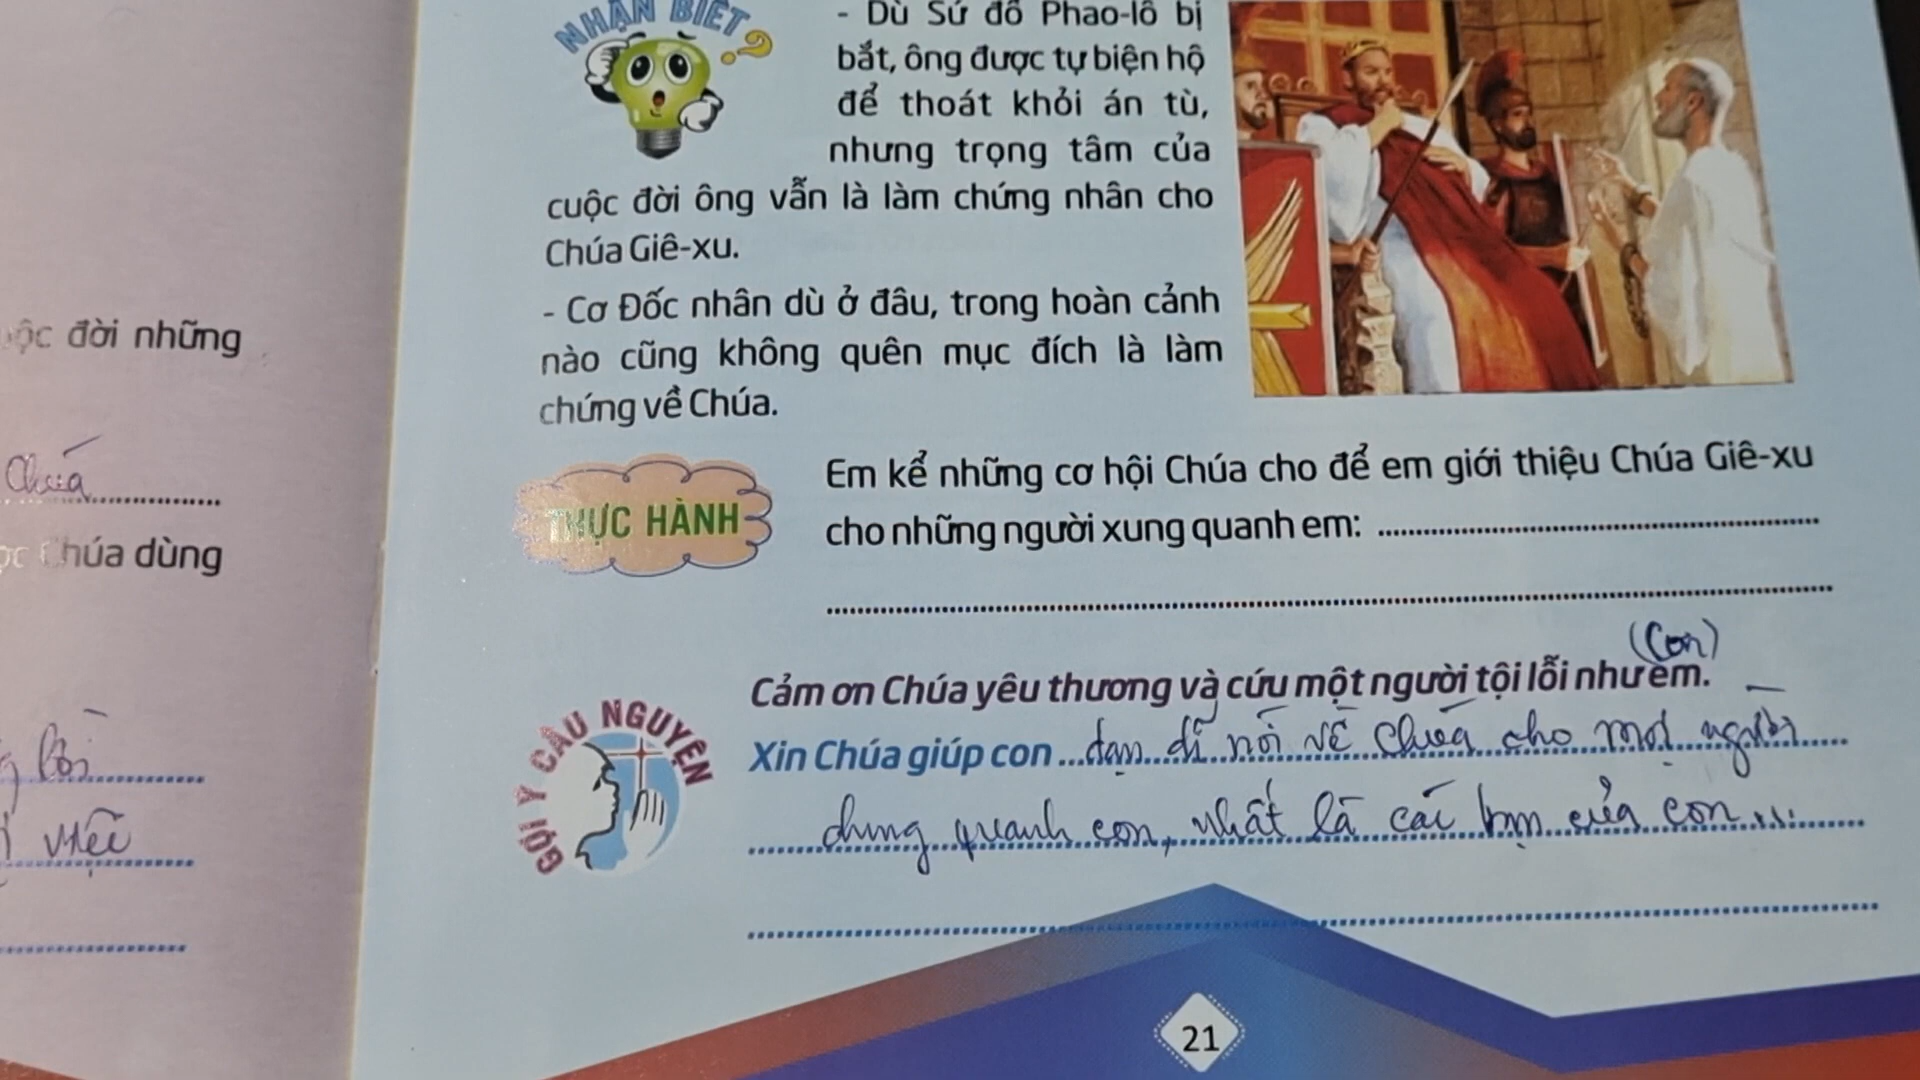 ộc đời những
Chúa
Chúa dùng
lời
việc
NHẬN BIẾT?
- Dù Sứ đồ Phao-lô bị
bắt, ông được tự biện hộ
để thoát khỏi án tù,
nhưng trọng tâm của
cuộc đời ông vẫn là làm chứng nhân cho
Chúa Giê-xu.
- Cơ Đốc nhân dù ở đâu, trong hoàn cảnh
nào cũng không quên mục đích là làm
chứng về Chúa.
THỰC HÀNH
Em kể những cơ hội Chúa cho để em giới thiệu Chúa Giê-xu
cho những người xung quanh em:
(con)
GỢI Ý CẦU NGUYỆN
Cảm ơn Chúa yêu thương và cứu một người tội lỗi như em.
Xin Chúa giúp con dạn dĩ nói về Chúa cho mọi người
chung quanh con, nhất là các bạn của con...
21